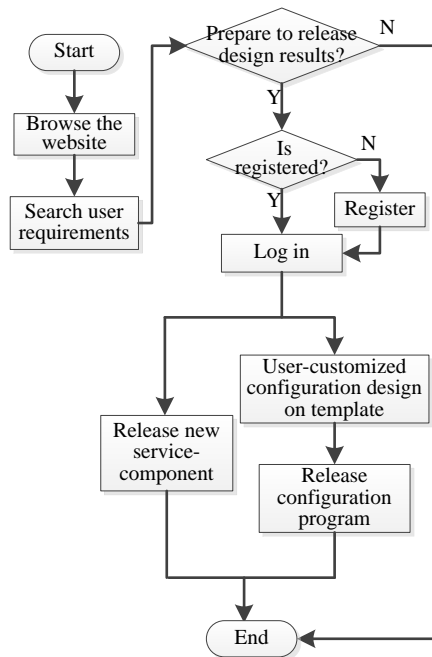 Start
Browse the
website
Search user
requirements
Prepare to release
design results?
N
Y
Is
registered?
N
Y
Register
Log in
User-customized
configuration design
on template
Release new
service-
component
Release
configuration
program
End